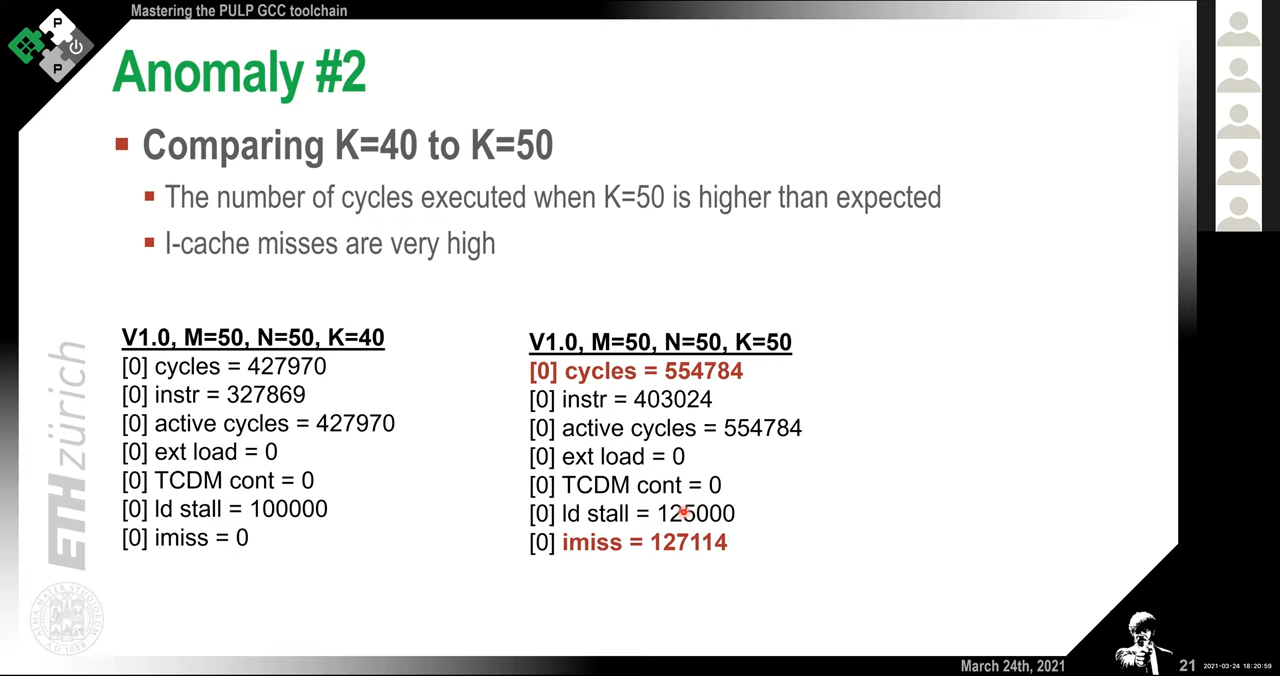 Mastering the PULP GCC toolchain
P
P
Anomaly #2
Comparing K=40 to K=50
The number of cycles executed when K=50 is higher than expected
I-cache misses are very high
V1.0, M=50, N=50, K=40
[0] cycles = 427970
[0] instr = 327869
[0] active cycles = 427970
[0] ext load = 0
[0] TCDM cont = 0
[0] ld stall = 100000
[0] imiss = 0
V1.0, M=50, N=50, K=50
[0] cycles = 554784
[0] instr = 403024
[0] active cycles = 554784
[0] ext load = 0
[0] TCDM cont = 0
[0] ld stall = 125000
[0] imiss = 127114
ETHzürich
ALMA MATER STUDIORUM
A.D. 1088
March 24th, 2021
21
2021-03-24 18:20:59